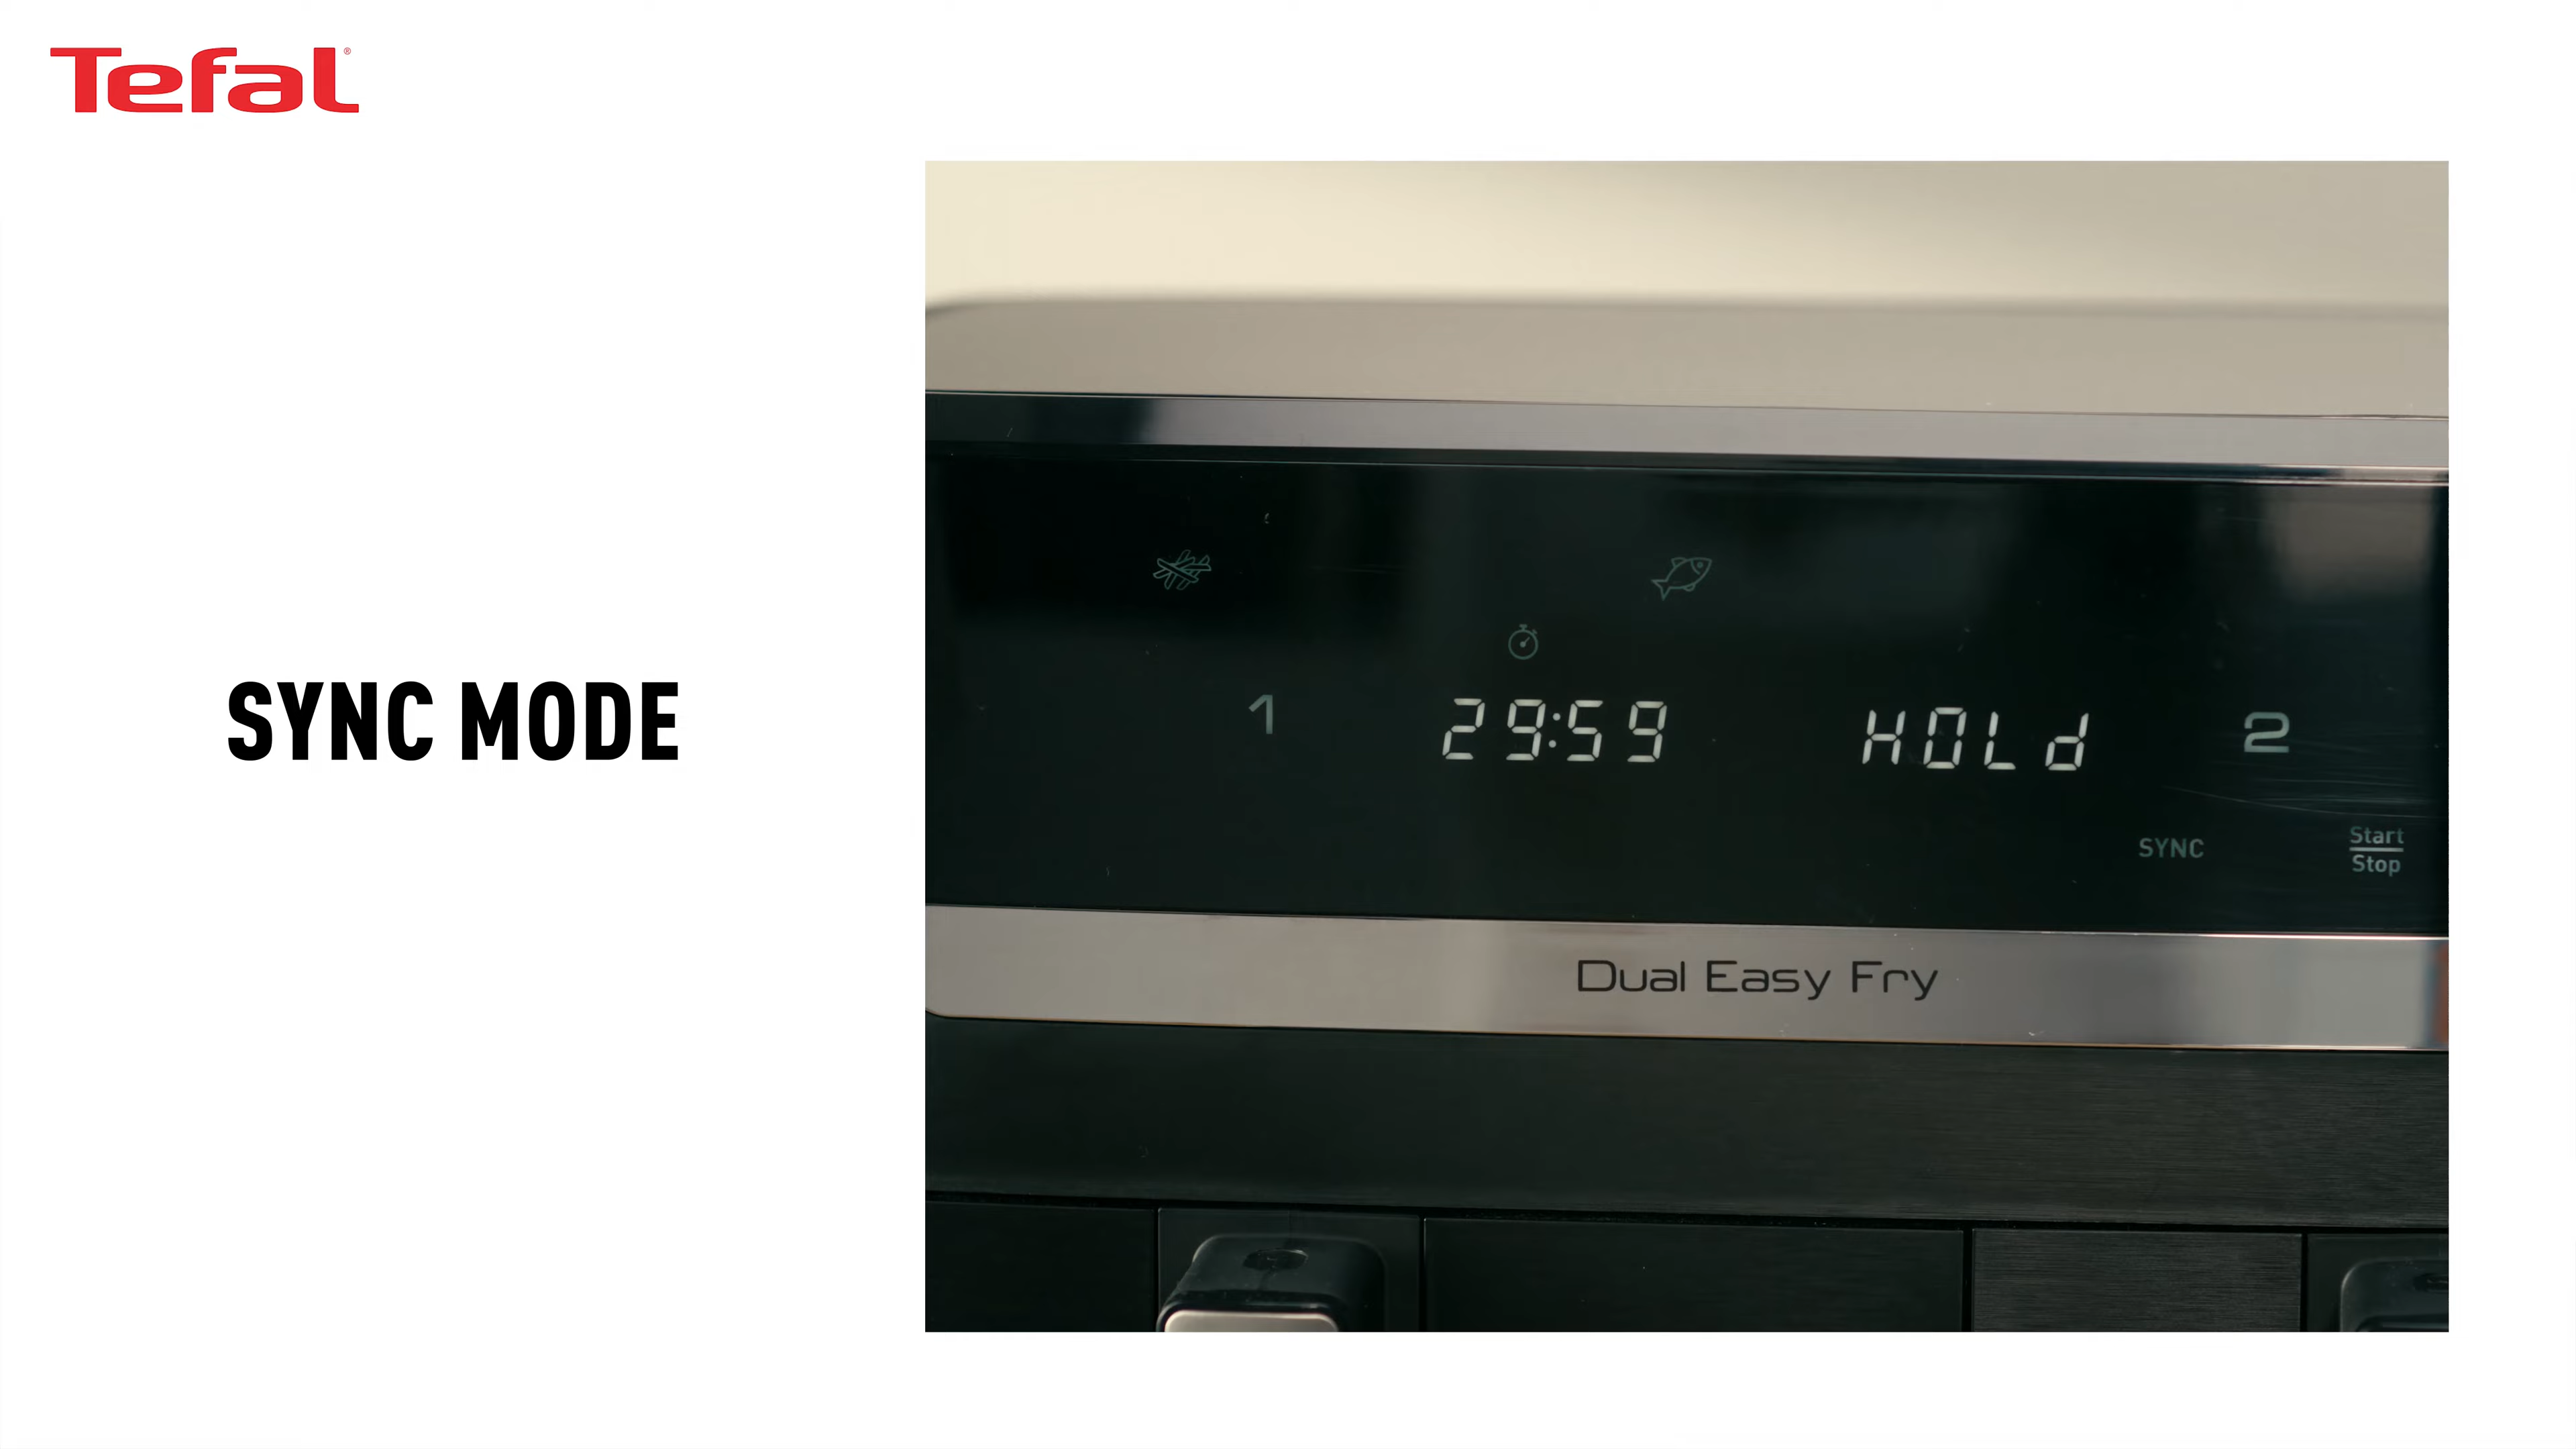 Tefal®
SYNC MODE
1 29:59 HOLd 2
SYNC
Start
Stop
Dual Easy Fry